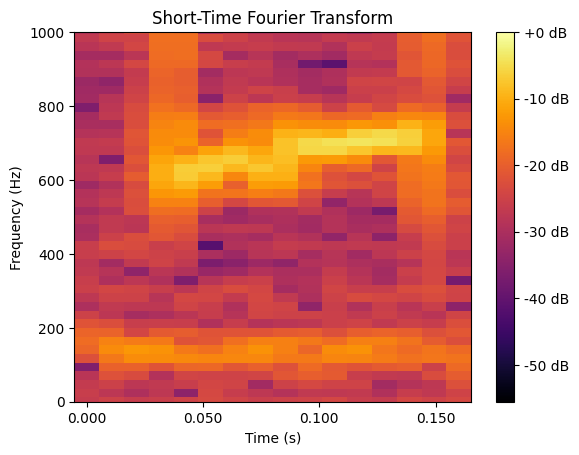 Short-Time Fourier Transform
1000
800
600
400
200
0
Frequency (Hz)
0.000 0.050 0.100 0.150
Time (s)
+0 dB
-10 dB
-20 dB
-30 dB
-40 dB
-50 dB